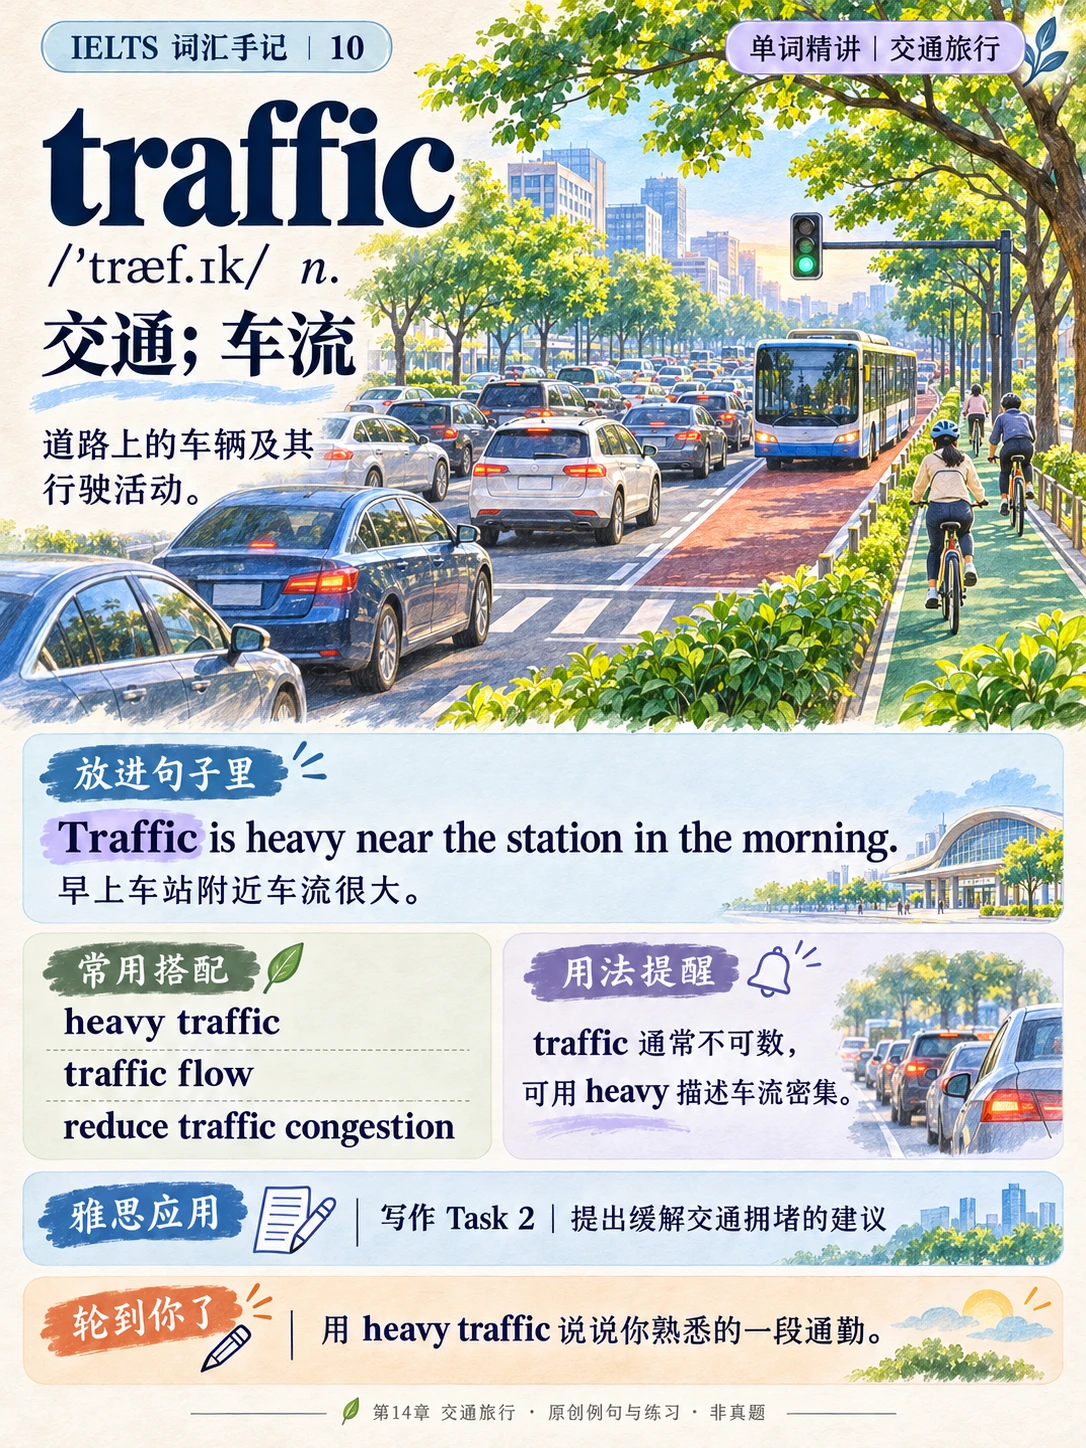 IELTS 词汇手记 | 10
单词精讲 | 交通旅行
traffic
/ˈtræf.ɪk/ n.
交通；车流
道路上的车辆及其
行驶活动。
放进句子里
Traffic is heavy near the station in the morning.
早上车站附近车流很大。
常用搭配
heavy traffic
traffic flow
reduce traffic congestion
用法提醒
traffic 通常不可数，
可用 heavy 描述车流密集。
雅思应用
写作 Task 2 | 提出缓解交通拥堵的建议
轮到你了
用 heavy traffic 说说你熟悉的一段通勤。
第14章 交通旅行 · 原创例句与练习 · 非真题